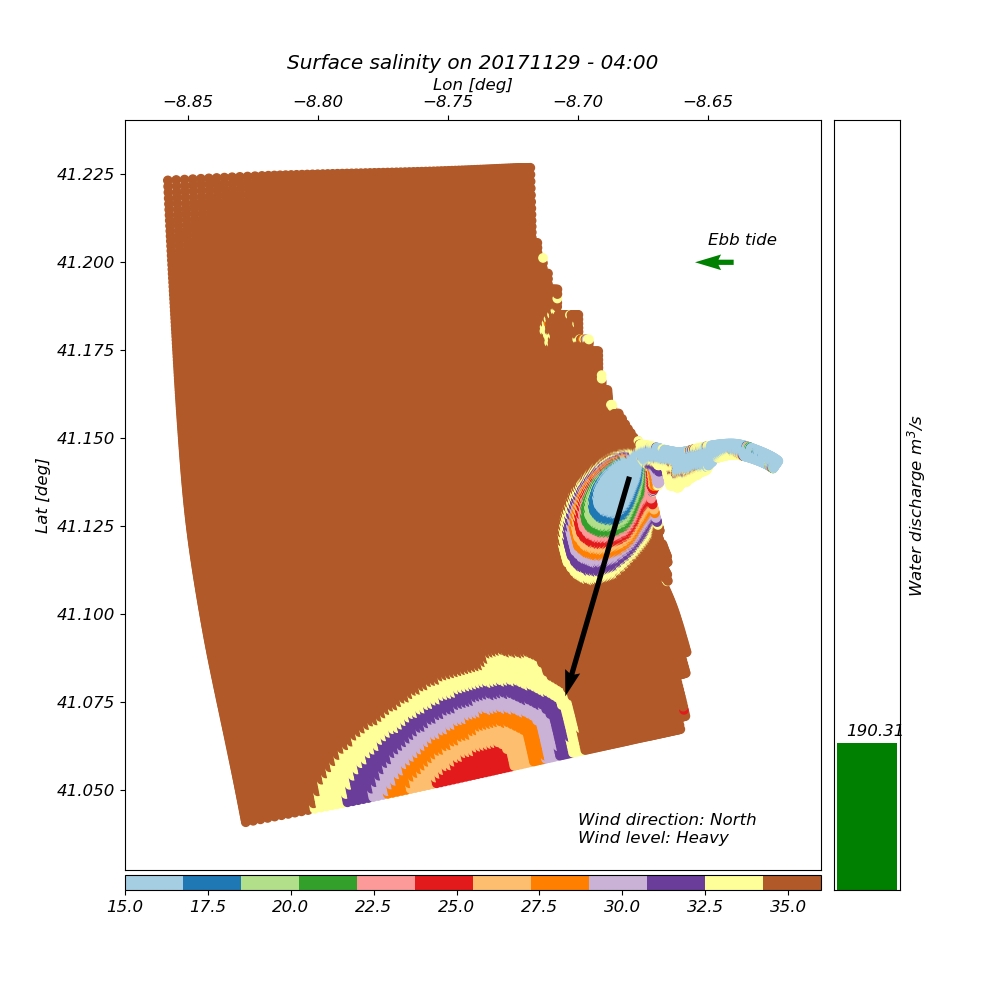 Surface salinity on 20171129 - 04:00
Lon [deg]
−8.85 −8.80 −8.75 −8.70 −8.65
41.225
41.200
41.175
41.150
41.125
41.100
41.075
41.050
Lat [deg]
Ebb tide
Wind direction: North
Wind level: Heavy
15.0 17.5 20.0 22.5 25.0 27.5 30.0 32.5 35.0
190.31
Water discharge m³/s